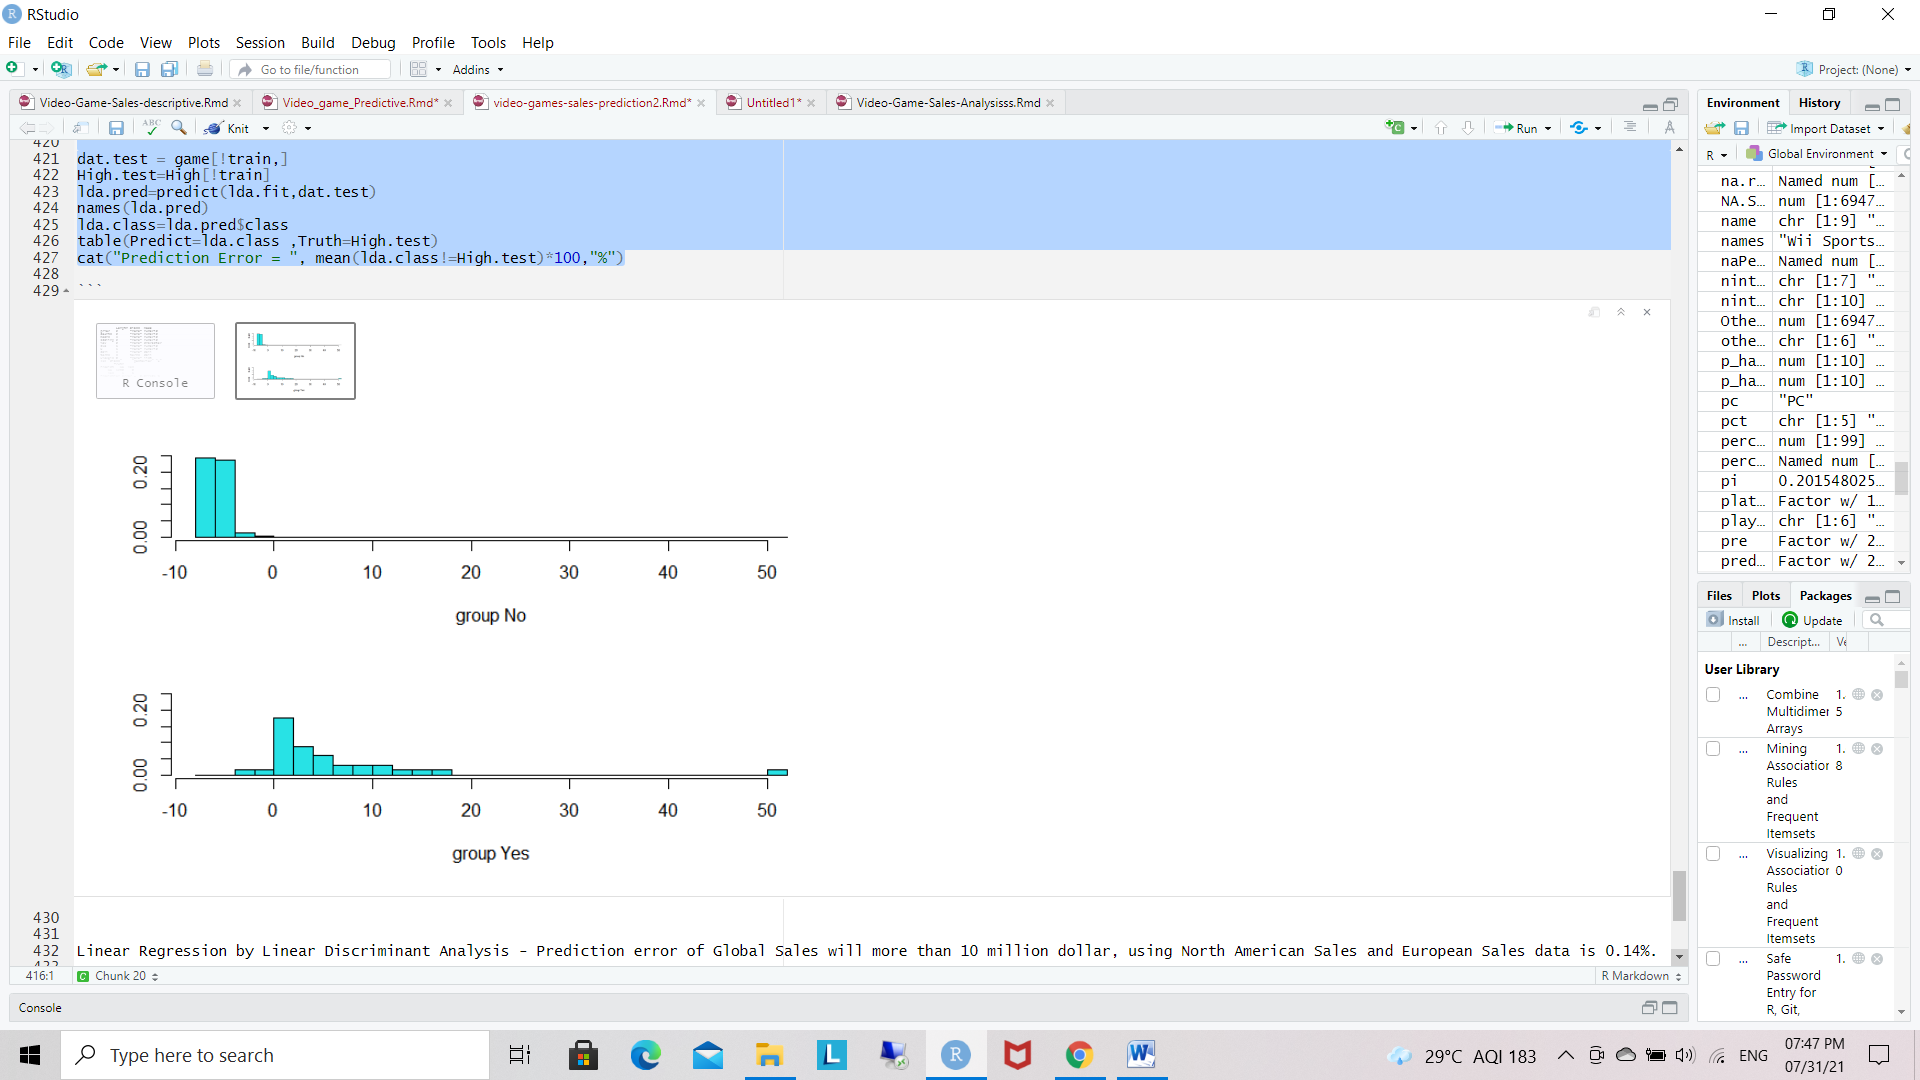 RStudio
File Edit Code View Plots Session Build Debug Profile Tools Help
Go to file/function Addins Project: (None)
Video-Game-Sales-descriptive.Rmd Video_game_Predictive.Rmd* video-games-sales-prediction2.Rmd* Untitled1* Video-Game-Sales-Analysisss.Rmd
ABC Knit Run
420
421 dat.test = game[!train,]
422 High.test=High[!train]
423 lda.pred=predict(lda.fit,dat.test)
424 names(lda.pred)
425 lda.class=lda.pred$class
426 table(Predict=lda.class ,Truth=High.test)
427 cat("Prediction Error = ", mean(lda.class!=High.test)*100,"%")
428
429 ```
R Console
0.00 0.20
-10 0 10 20 30 40 50
group No
0.00 0.20
-10 0 10 20 30 40 50
group Yes
430
431
432 Linear Regression by Linear Discriminant Analysis - Prediction error of Global Sales will more than 10 million dollar, using North American Sales and European Sales data is 0.14%.
416:1 Chunk 20 R Markdown
Console
Environment History
Import Dataset
R Global Environment
na.r… Named num [… 
NA.S… num [1:6947…
name chr [1:9] "…
names "Wii Sports…
naPe… Named num [… 
nint… chr [1:7] "…
nint… chr [1:10] …
Othe… num [1:6947…
othe… chr [1:6] "…
p_ha… num [1:10] …
p_ha… num [1:10] …
pc "PC"
pct chr [1:5] "…
perc… num [1:99] …
perc… Named num [… 
pi 0.201548025…
plat… Factor w/ 1…
play… chr [1:6] "…
pre Factor w/ 2…
pred… Factor w/ 2…
Files Plots Packages
Install Update
... Descript...
User Library
... Combine 1.
Multidimer 5
Arrays
... Mining 1.
Association 8
Rules
and
Frequent
Itemsets
... Visualizing 1.
Association 0
Rules
and
Frequent
Itemsets
... Safe 1.
Password
Entry for
R, Git,
Type here to search
29°C AQI 183 ENG 07:47 PM
07/31/21